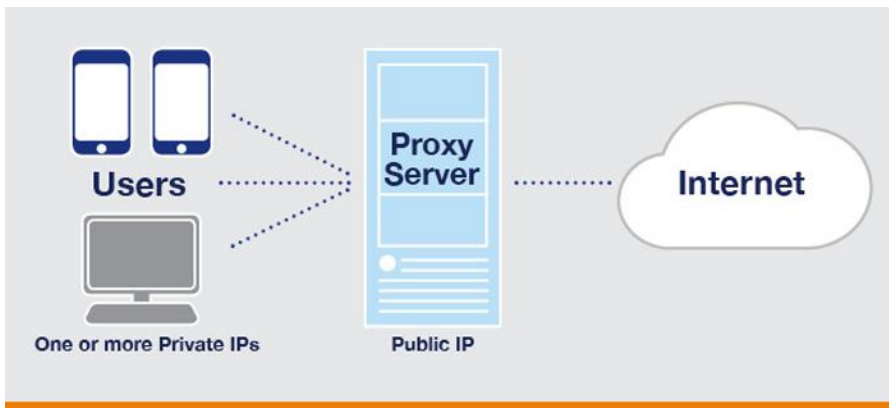 Users
One or more Private IPs
Proxy
Server
Public IP
Internet